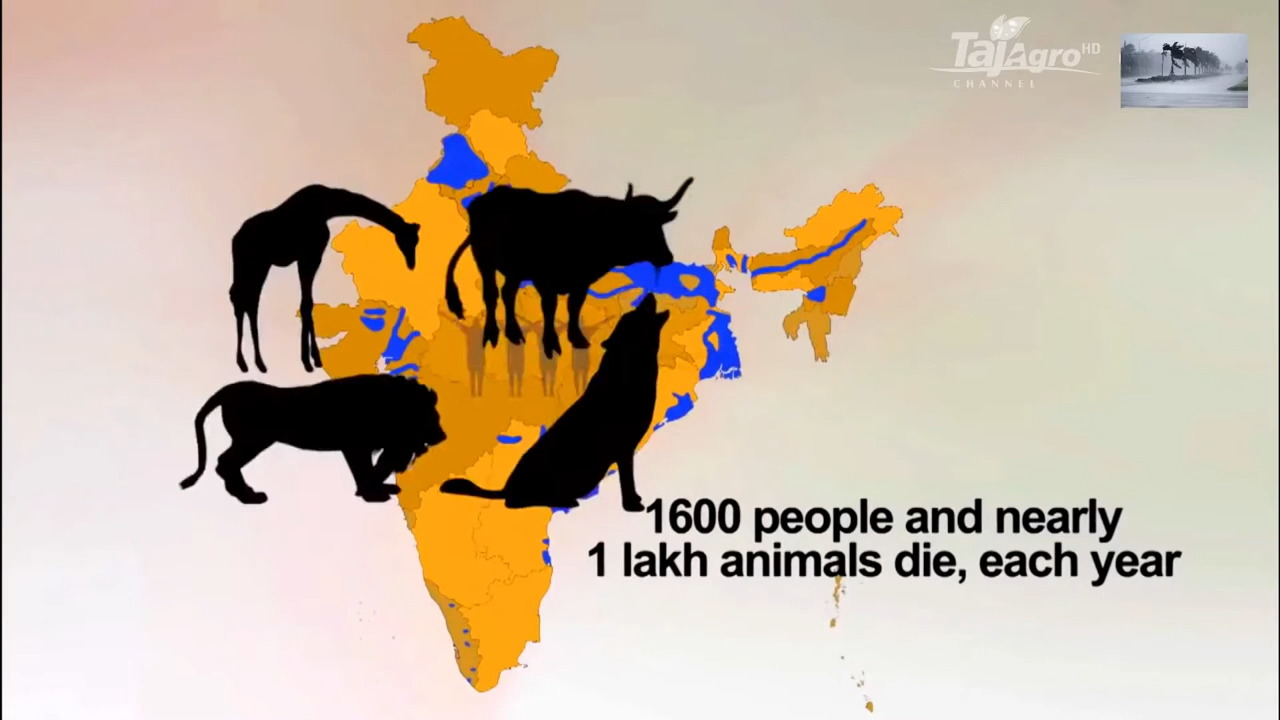 TajAgro HD
CHANNEL
1600 people and nearly
1 lakh animals die, each year